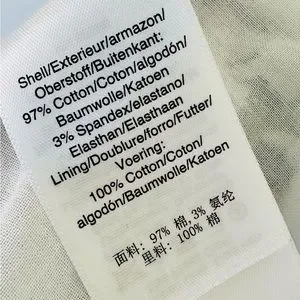 Shell/Exterieur/armazon/
Oberstoff/Buitenkant:
97% Cotton/Coton/algodón/
Baumwolle/Katoen
3% Spandex/elastano/
Elasthan/Elasthaan
Lining/Doublure/forro/Futter/
Voering:
100% Cotton/Coton/
algodón/Baumwolle/Katoen
面料: 97% 棉,3% 氨纶
里料: 100% 棉